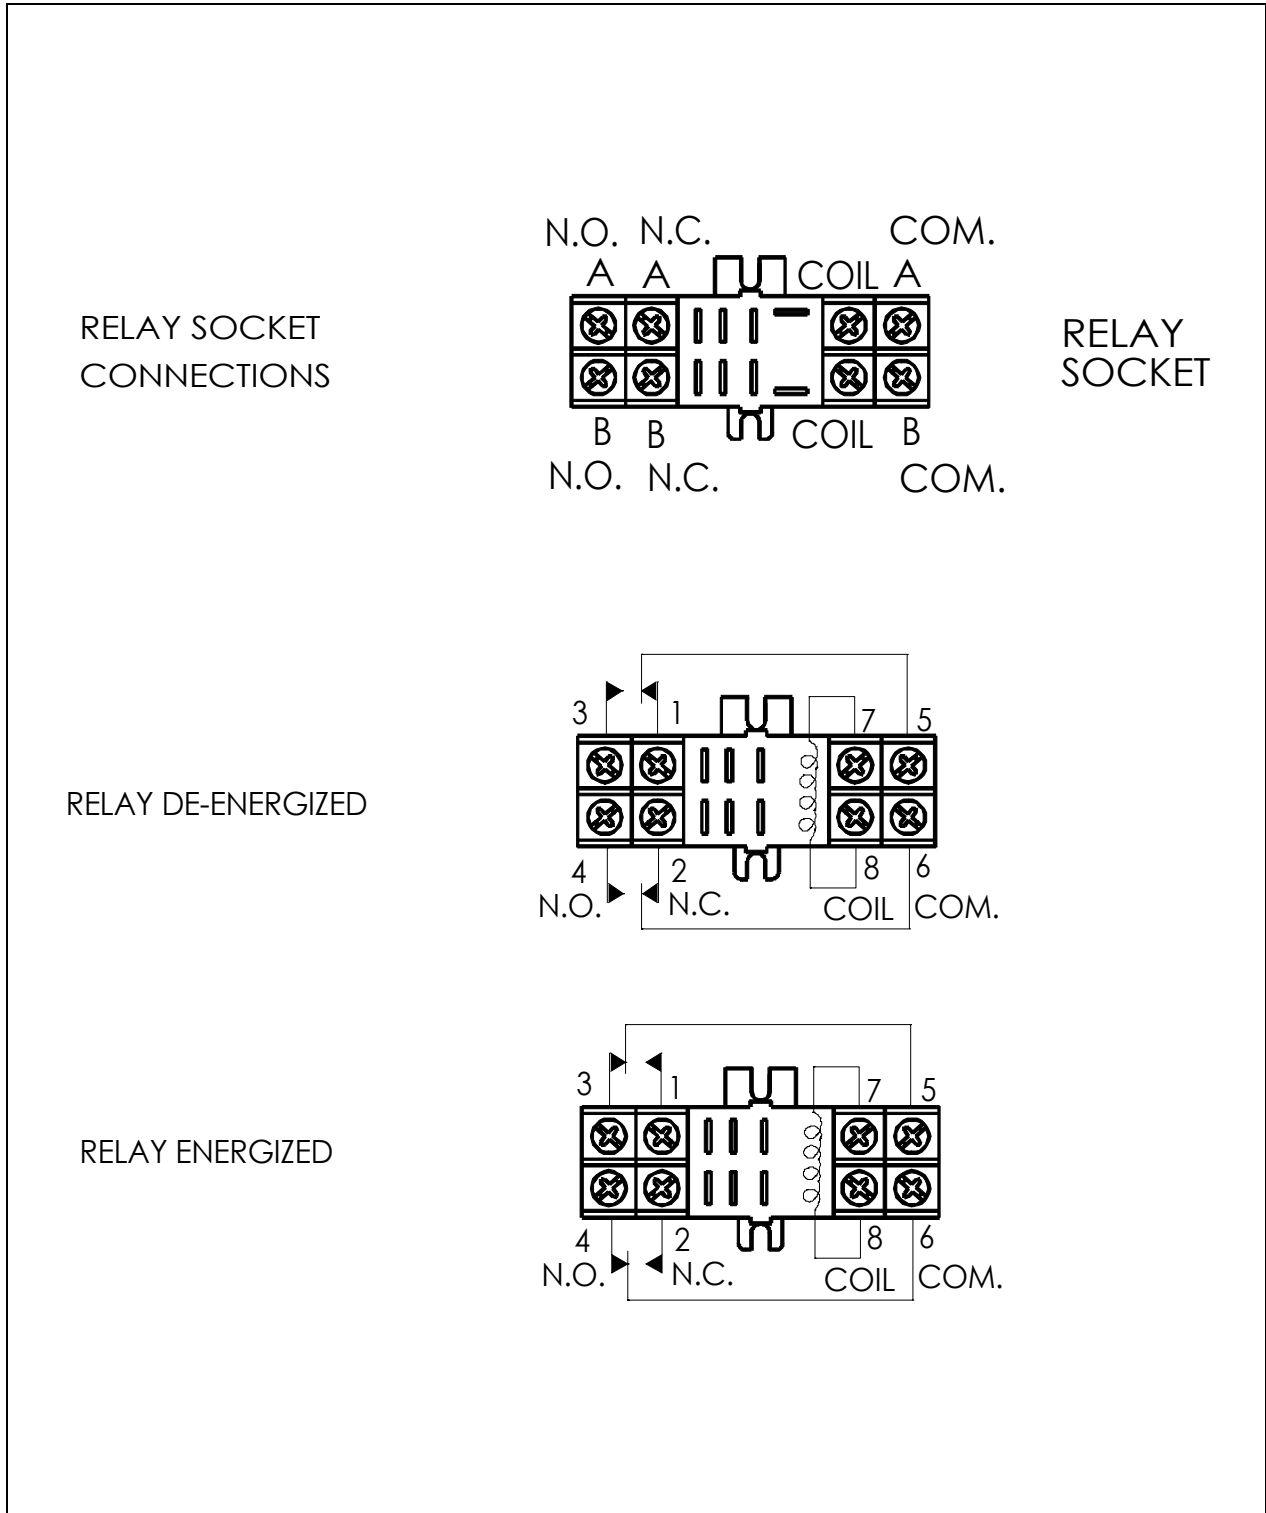 N.O. N.C. COM.
A A COIL A
RELAY SOCKET
CONNECTIONS
RELAY
SOCKET
B B COIL B
N.O. N.C. COM.
3 1 7 5
RELAY DE-ENERGIZED
4 2 8 6
N.O. N.C. COIL COM.
3 1 7 5
RELAY ENERGIZED
4 2 8 6
N.O. N.C. COIL COM.